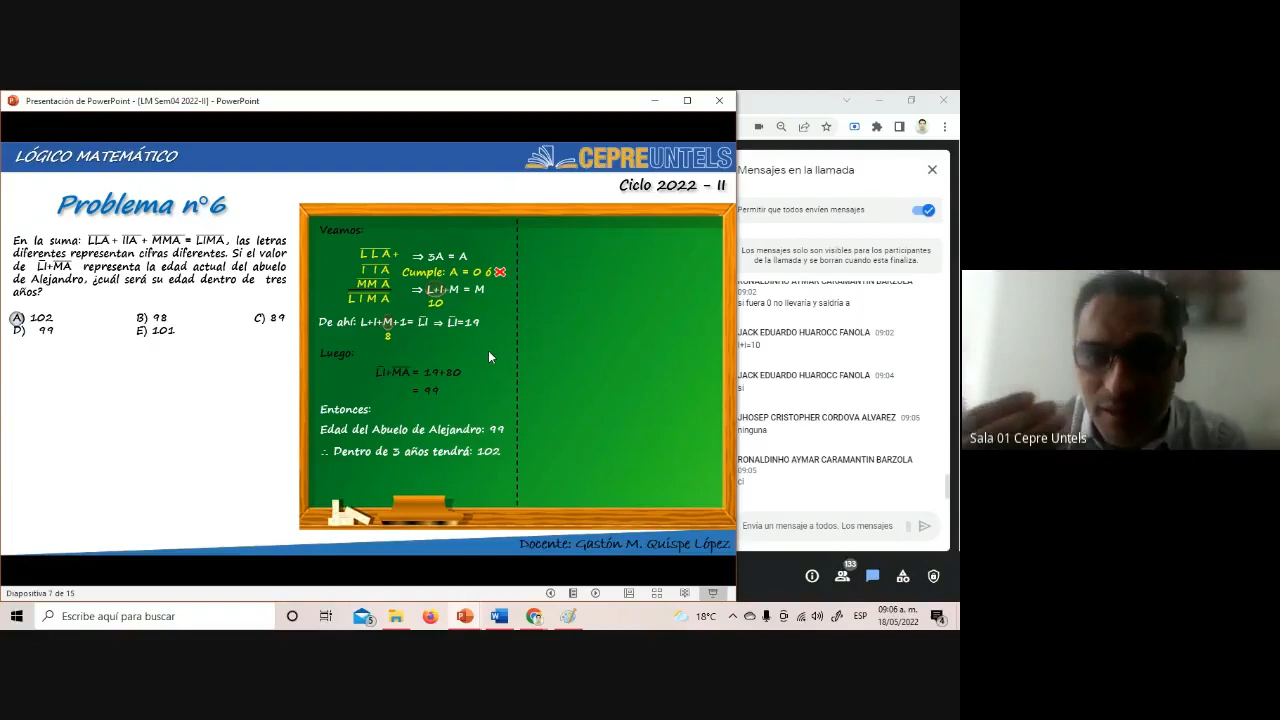 Presentación de PowerPoint - [LM Sem04 2022-II] - PowerPoint
LÓGICO MATEMÁTICO
CEPREUNTELS
Ciclo 2022 - II
Problema n°6
En la suma: LLA + IIA + MMA = LIMA, las letras
diferentes representan cifras diferentes. Si el valor
de LI+MA representa la edad actual del abuelo
de Alejandro, ¿cuál será su edad dentro de tres
años?
A) 102 B) 98 C) 89
D) 99 E) 101
Veamos:
L L A +
I I A
M M A
L I M A
⇒ 3A = A
Cumple: A = 0 ó
⇒ L+I+M = M
10
De ahí: L+I+M+1= LI ⇒ LI=19
8
Luego:
LI+MA = 19+80
= 99
Entonces:
Edad del Abuelo de Alejandro: 99
∴ Dentro de 3 años tendrá: 102
Docente: Gastón M. Quispe López
Diapositiva 7 de 15
Mensajes en la llamada
Permitir que todos envíen mensajes
Los mensajes solo son visibles para los participantes
de la llamada y se borran cuando esta finaliza.
RONALDINHO AYMAR CARAMANTIN BARZOLA
09:02
si fuera 0 no llevaría y saldría a
JACK EDUARDO HUAROCC FANOLA 09:03
l+i=10
JACK EDUARDO HUAROCC FANOLA 09:04
si
JHOSEP CRISTOPHER CORDOVA ALVAREZ 09:05
ninguna
RONALDINHO AYMAR CARAMANTIN BARZOLA
09:05
ci
Envía un mensaje a todos. Los mensajes
133
Sala 01 Cepre Untels
Escribe aquí para buscar
5
18°C
ESP
09:06 a. m.
18/05/2022
4